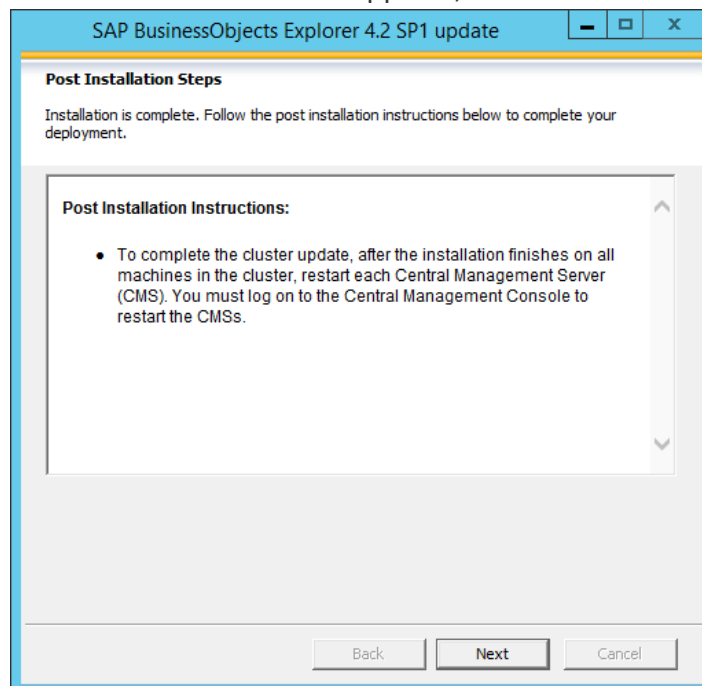 SAP BusinessObjects Explorer 4.2 SP1 update
Post Installation Steps
Installation is complete. Follow the post installation instructions below to complete your
deployment.
Post Installation Instructions:
• To complete the cluster update, after the installation finishes on all
machines in the cluster, restart each Central Management Server
(CMS). You must log on to the Central Management Console to
restart the CMSs.
Back
Next
Cancel